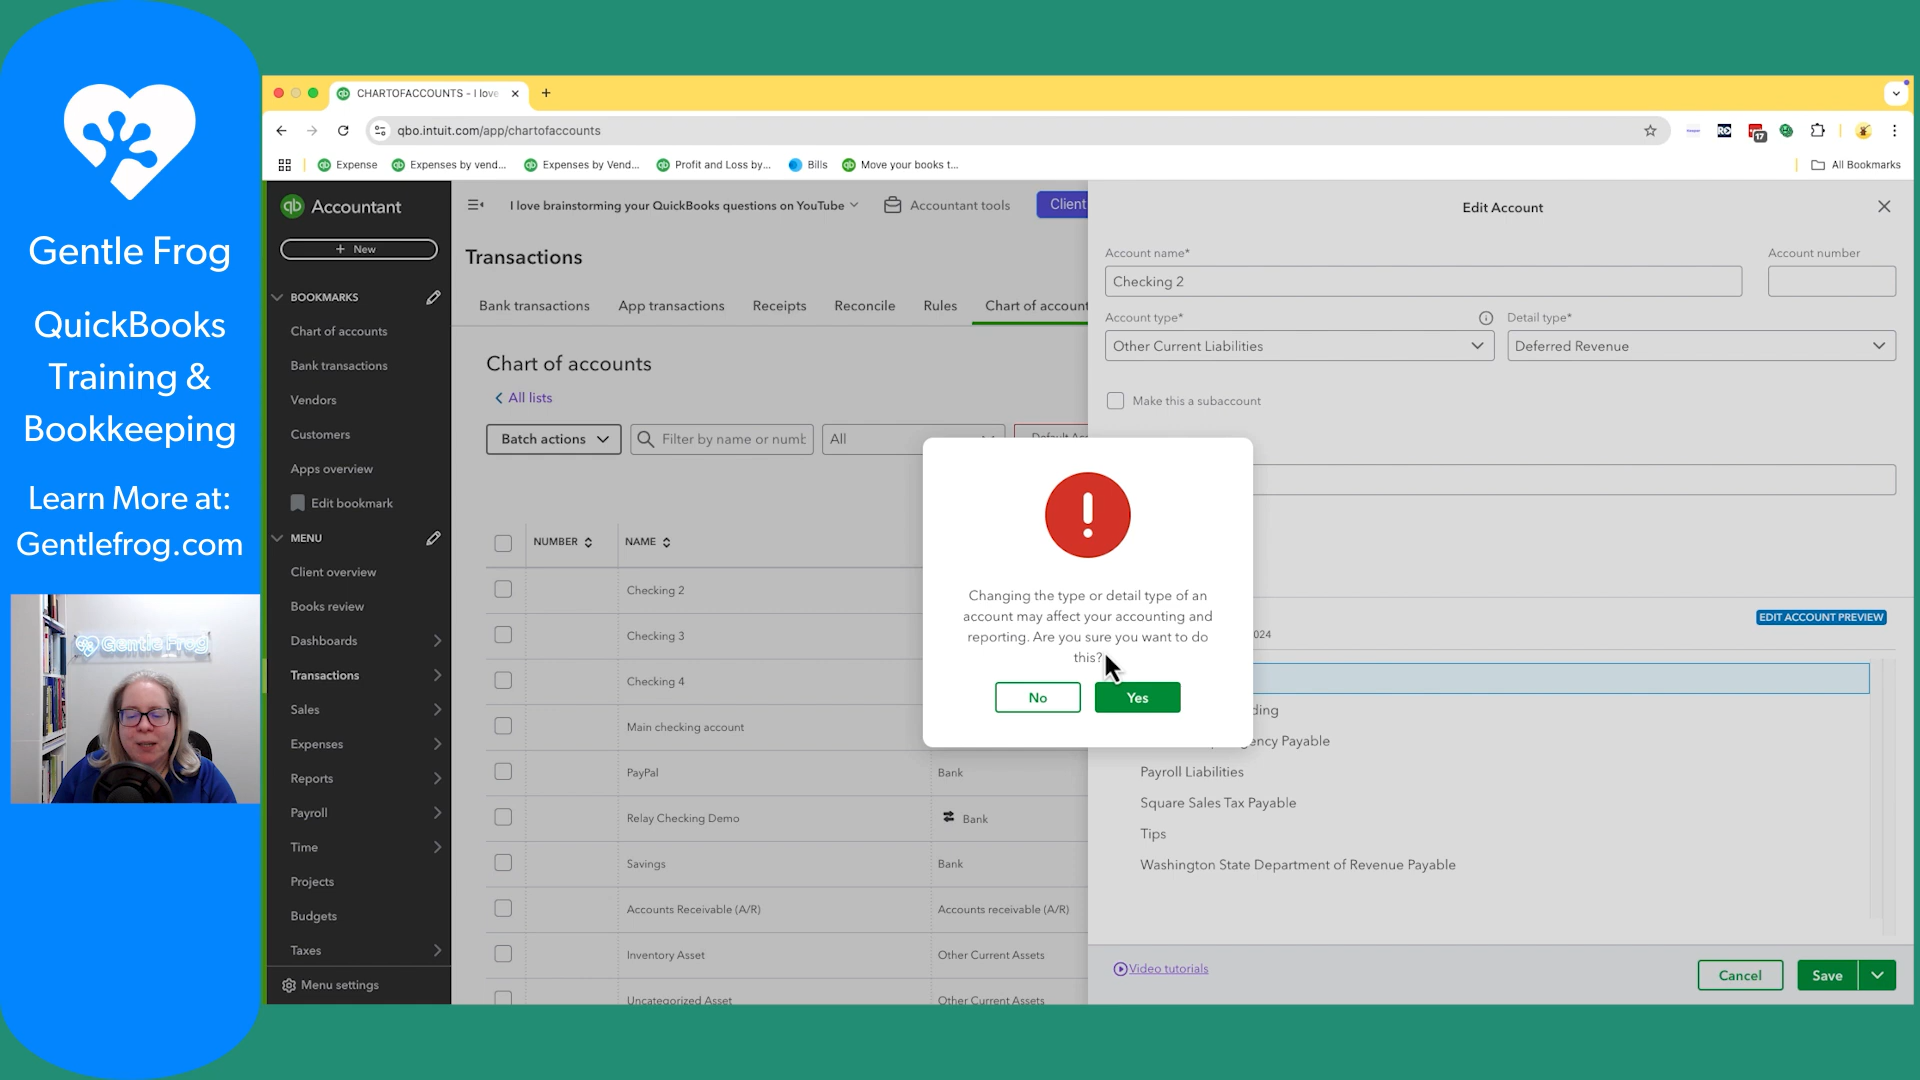 Gentle Frog
QuickBooks
Training &
Bookkeeping
Learn More at:
Gentlefrog.com
Gentle Frog
CHARTOFACCOUNTS - I love
qbo.intuit.com/app/chartofaccounts
17
Expense
Expenses by vend...
Expenses by Vend...
Profit and Loss by...
Bills
Move your books t...
All Bookmarks
qb Accountant
+ New
BOOKMARKS
Chart of accounts
Bank transactions
Vendors
Customers
Apps overview
Edit bookmark
MENU
Client overview
Books review
Dashboards
Transactions
Sales
Expenses
Reports
Payroll
Time
Projects
Budgets
Taxes
Menu settings
I love brainstorming your QuickBooks questions on YouTube
Accountant tools
Client
Transactions
Bank transactions
App transactions
Receipts
Reconcile
Rules
Chart of account
Chart of accounts
All lists
Batch actions
Filter by name or numb
All
NUMBER
NAME
Checking 2
Checking 3
Checking 4
Main checking account
PayPal
Bank
Relay Checking Demo
Bank
Savings
Bank
Accounts Receivable (A/R)
Accounts receivable (A/R)
Inventory Asset
Other Current Assets
Uncategorized Asset
Other Current Assets
Changing the type or detail type of an
account may affect your accounting and
reporting. Are you sure you want to do
this?
No
Yes
Edit Account
Account name*
Account number
Checking 2
Account type*
Detail type*
Other Current Liabilities
Deferred Revenue
Make this a subaccount
EDIT ACCOUNT PREVIEW
024
ding
ency Payable
Payroll Liabilities
Square Sales Tax Payable
Tips
Washington State Department of Revenue Payable
Video tutorials
Cancel
Save